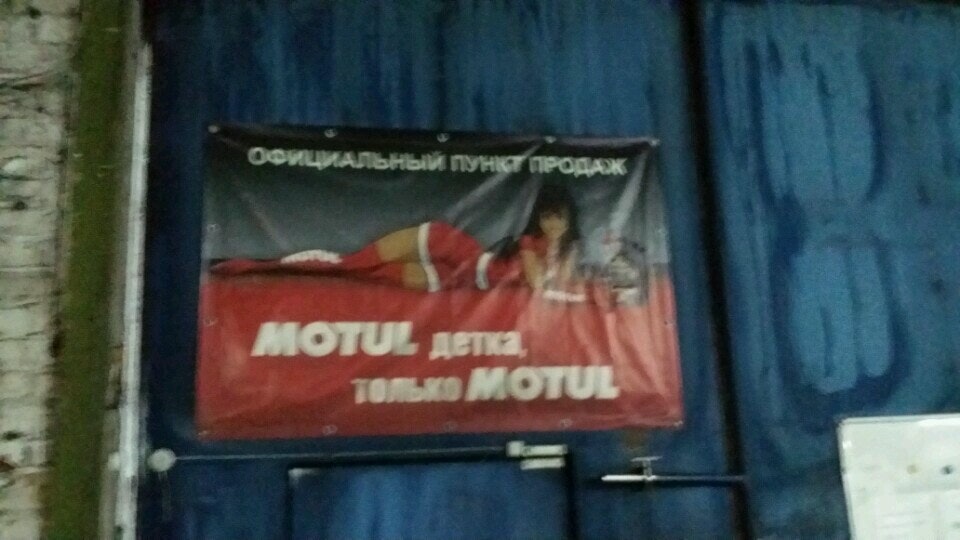 ОФИЦИАЛЬНЫЙ ПУНКТ ПРОДАЖ
MOTUL детка,
только MOTUL